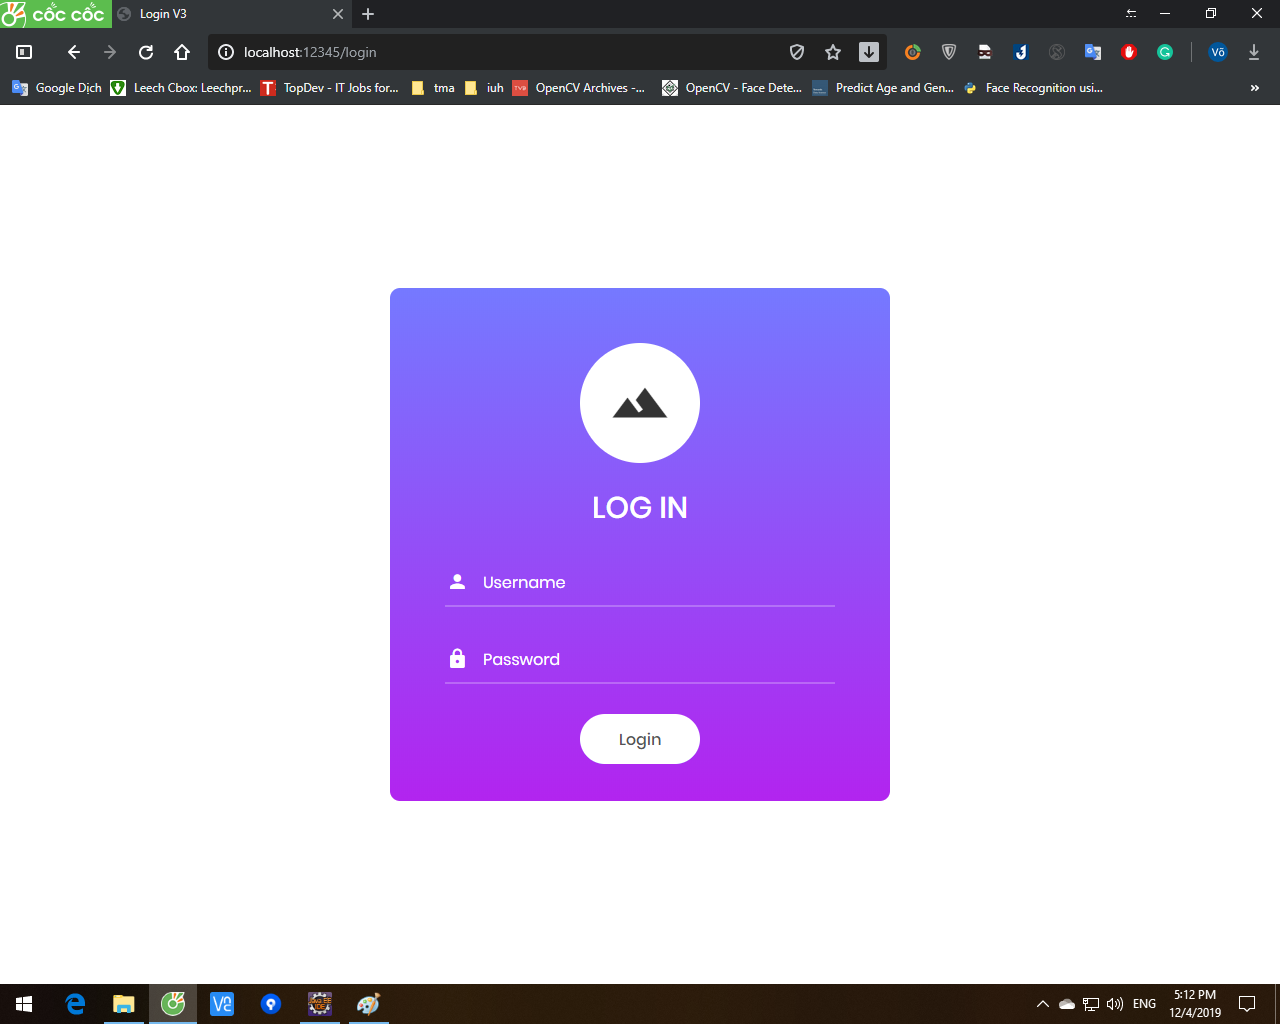 cốc cốc
Login V3
localhost:12345/login
Võ
Google Dịch
Leech Cbox: Leechpr...
TopDev - IT Jobs for...
tma
iuh
OpenCV Archives -...
OpenCV - Face Dete...
Predict Age and Gen...
Face Recognition usi...
»
LOG IN
Username
Password
Login
ENG
5:12 PM
12/4/2019